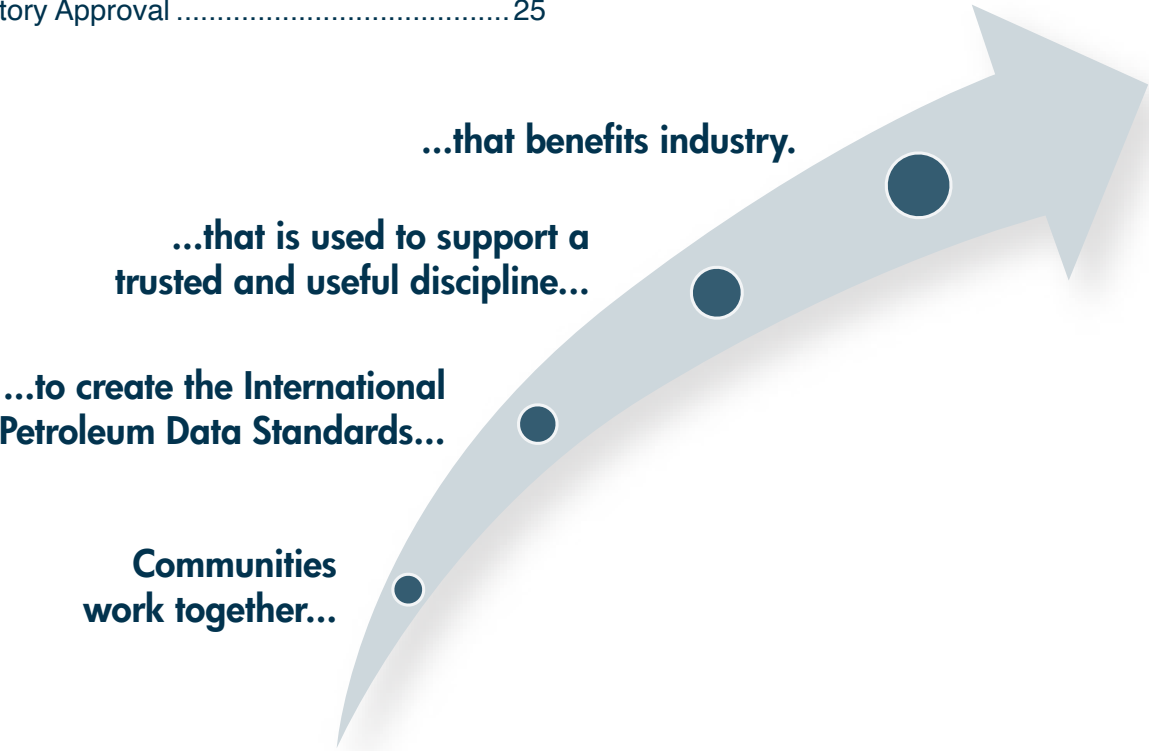 tory Approval ........................................ 25
...that benefits industry.
...that is used to support a
trusted and useful discipline...
...to create the International
Petroleum Data Standards...
Communities
work together...